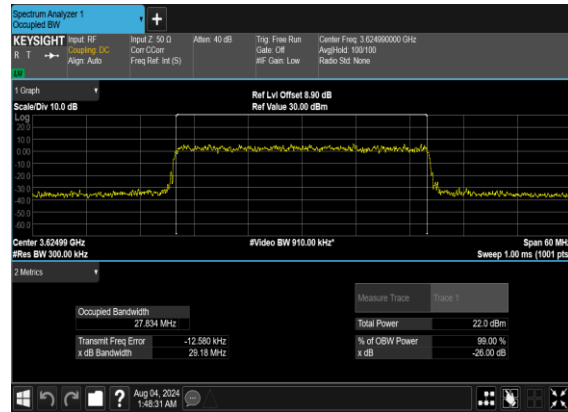 Spectrum Analyzer 1
Occupied BW
+
KEYSIGHT
R T
LXI
Input: RF
Coupling: DC
Align: Auto
Input Z: 50 Ω
Corr CCorr
Freq Ref: Int (S)
Atten: 40 dB
Trig: Free Run
Gate: Off
#IF Gain: Low
Center Freq: 3.624990000 GHz
Avg|Hold: 100/100
Radio Std: None
1 Graph
Scale/Div 10.0 dB
Ref Lvl Offset 8.90 dB
Ref Value 30.00 dBm
Log
20.0
10.0
0.00
-10.0
-20.0
-30.0
-40.0
-50.0
-60.0
Center 3.62499 GHz
#Res BW 300.00 kHz
#Video BW 910.00 kHz*
Span 60 MHz
Sweep 1.00 ms (1001 pts
2 Metrics
Occupied Bandwidth
27.834 MHz
Transmit Freq Error -12.580 kHz
x dB Bandwidth 29.18 MHz
Measure Trace Trace 1
Total Power 22.0 dBm
% of OBW Power 99.00 %
x dB -26.00 dB
?
Aug 04, 2024
1:48:31 AM